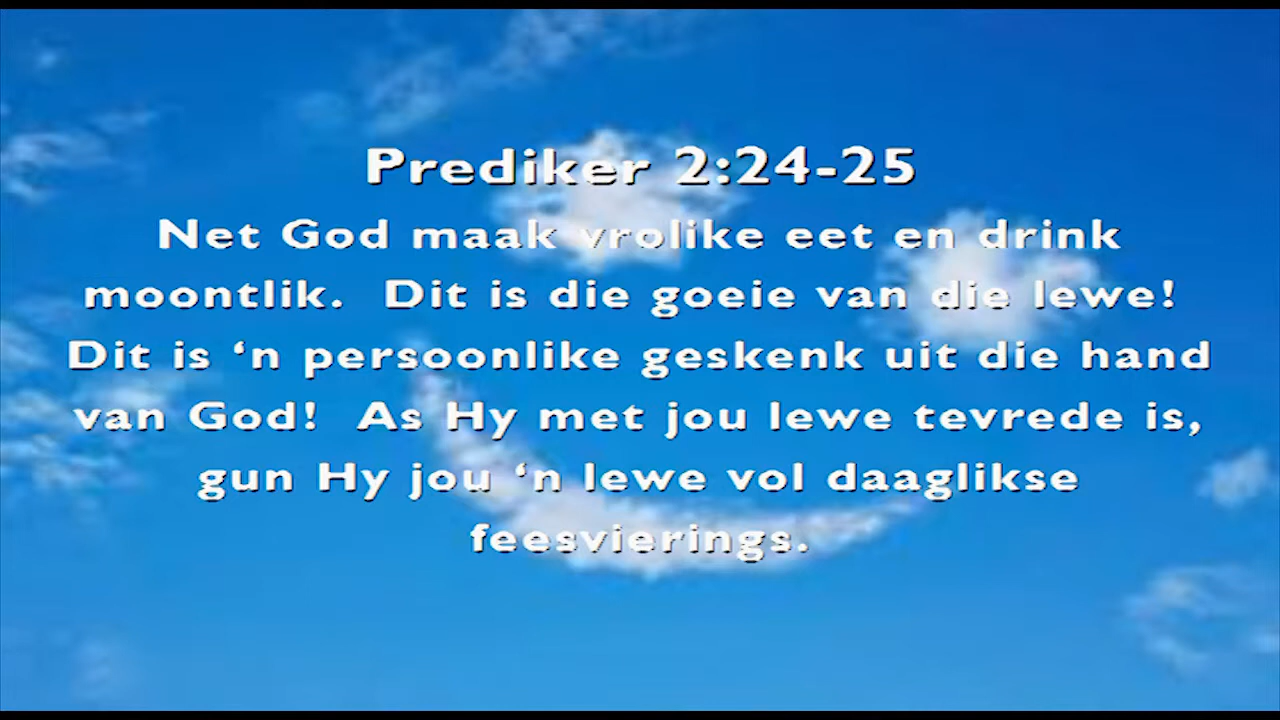 Prediker 2:24-25
Net God maak vrolike eet en drink
moontlik.  Dit is die goeie van die lewe!
Dit is ‘n persoonlike geskenk uit die hand
van God!  As Hy met jou lewe tevrede is,
gun Hy jou ‘n lewe vol daaglikse
feesvierings.